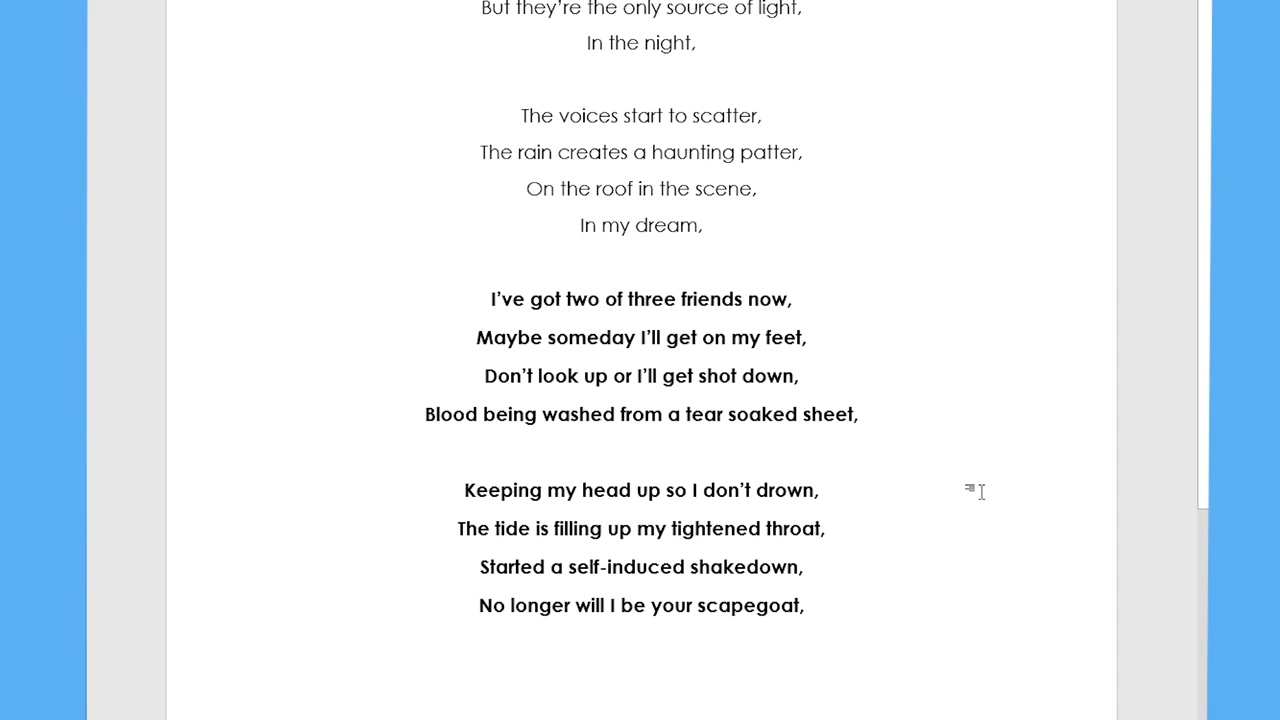 But they’re the only source of light,
In the night,
The voices start to scatter,
The rain creates a haunting patter,
On the roof in the scene,
In my dream,
I’ve got two of three friends now,
Maybe someday I’ll get on my feet,
Don’t look up or I’ll get shot down,
Blood being washed from a tear soaked sheet,
Keeping my head up so I don’t drown,
The tide is filling up my tightened throat,
Started a self-induced shakedown,
No longer will I be your scapegoat,